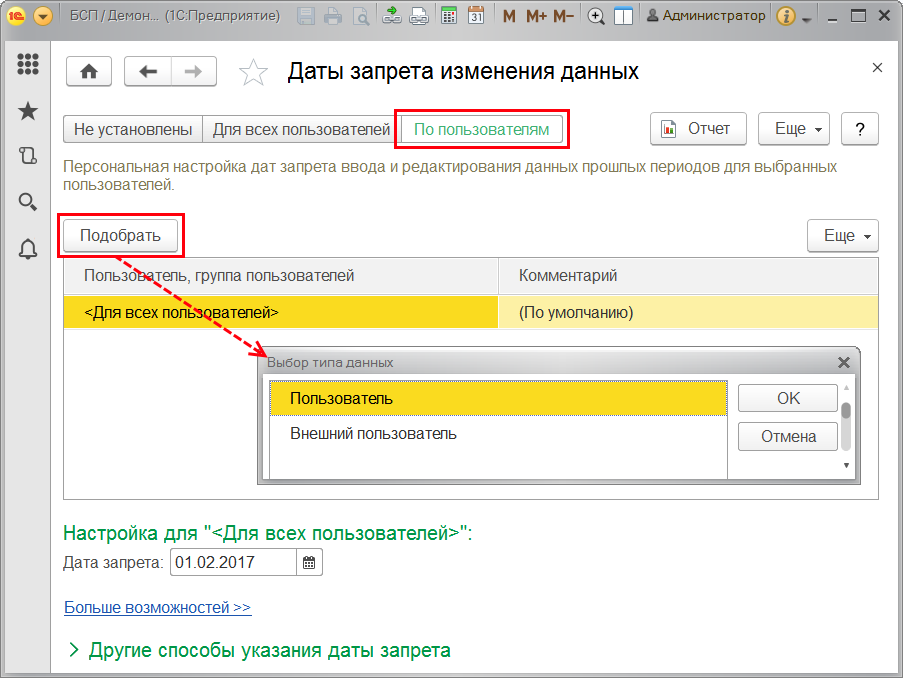 БСП / Демон... (1С:Предприятие)
31
M M+ M-
Администратор
Даты запрета изменения данных
Не установлены
Для всех пользователей
По пользователям
Отчет
Еще
?
Персональная настройка дат запрета ввода и редактирования данных прошлых периодов для выбранных
пользователей.
Подобрать
Еще
Пользователь, группа пользователей
Комментарий
<Для всех пользователей>
(По умолчанию)
Выбор типа данных
Пользователь
OK
Внешний пользователь
Отмена
Настройка для "<Для всех пользователей>":
Дата запрета: 01.02.2017
Больше возможностей >>
Другие способы указания даты запрета